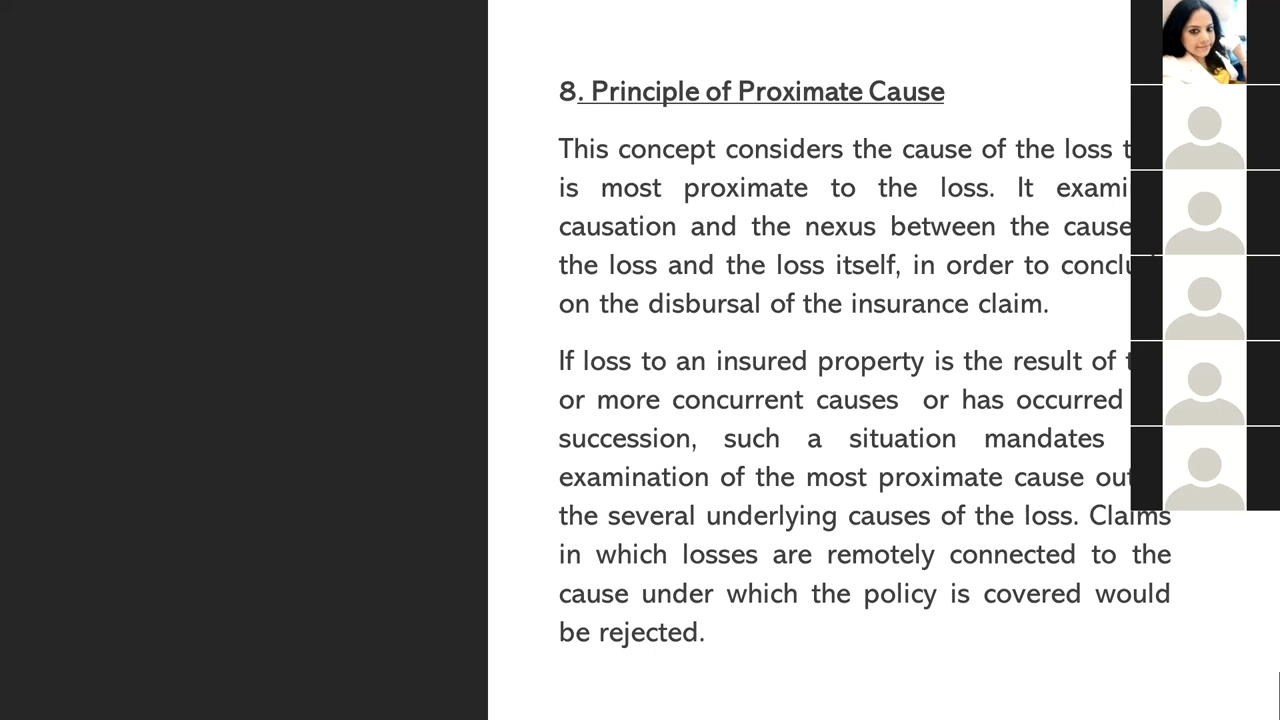 8. Principle of Proximate Cause
This concept considers the cause of the loss
is most proximate to the loss. It
causation and the nexus between the cause
the loss and the loss itself, in order to
on the disbursal of the insurance claim.
If loss to an insured property is the result of
or more concurrent causes or has occurred
succession, such a situation mandates
examination of the most proximate cause
the several underlying causes of the loss. Claims
in which losses are remotely connected to the
cause under which the policy is covered would
be rejected.